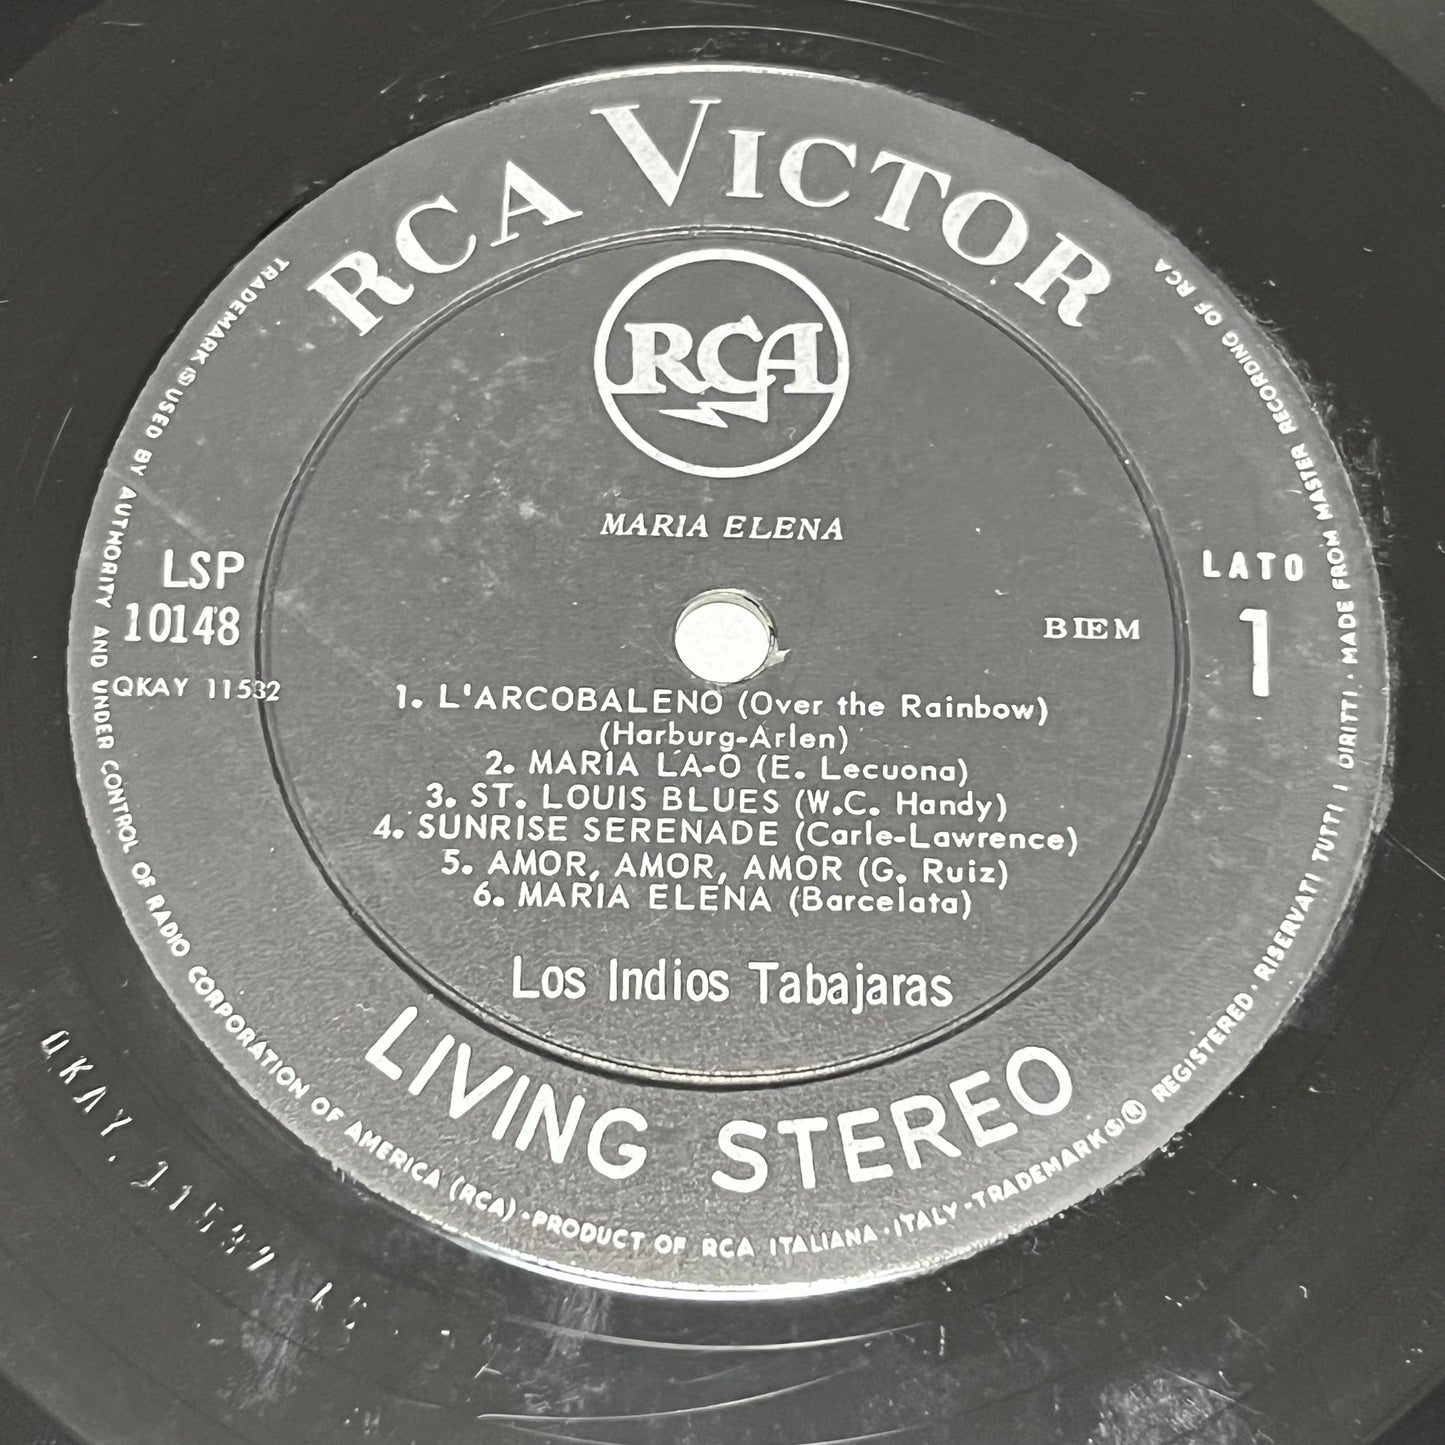 RCA VICTOR
RCA
MARIA ELENA
LSP
10148
QKAY 11532
BIEM
LATO
1
1. L'ARCOBALENO (Over the Rainbow)
(Harburg-Arlen)
2. MARIA LA-O (E. Lecuona)
3. ST. LOUIS BLUES (W.C. Handy)
4. SUNRISE SERENADE (Carle-Lawrence)
5. AMOR, AMOR, AMOR (G. Ruiz)
6. MARIA ELENA (Barcelata)
Los Indios Tabajaras
LIVING STEREO
TRADEMARK Ⓢ USED BY AUTHORITY AND UNDER CONTROL OF RADIO CORPORATION OF AMERICA (RCA) · PRODUCT OF RCA ITALIANA · ITALY - TRADEMARKⓈⓇ REGISTERED · RISERVATI TUTTI I DIRITTI · MADE FROM MASTER RECORDING OF RCA
QKAY. 11532